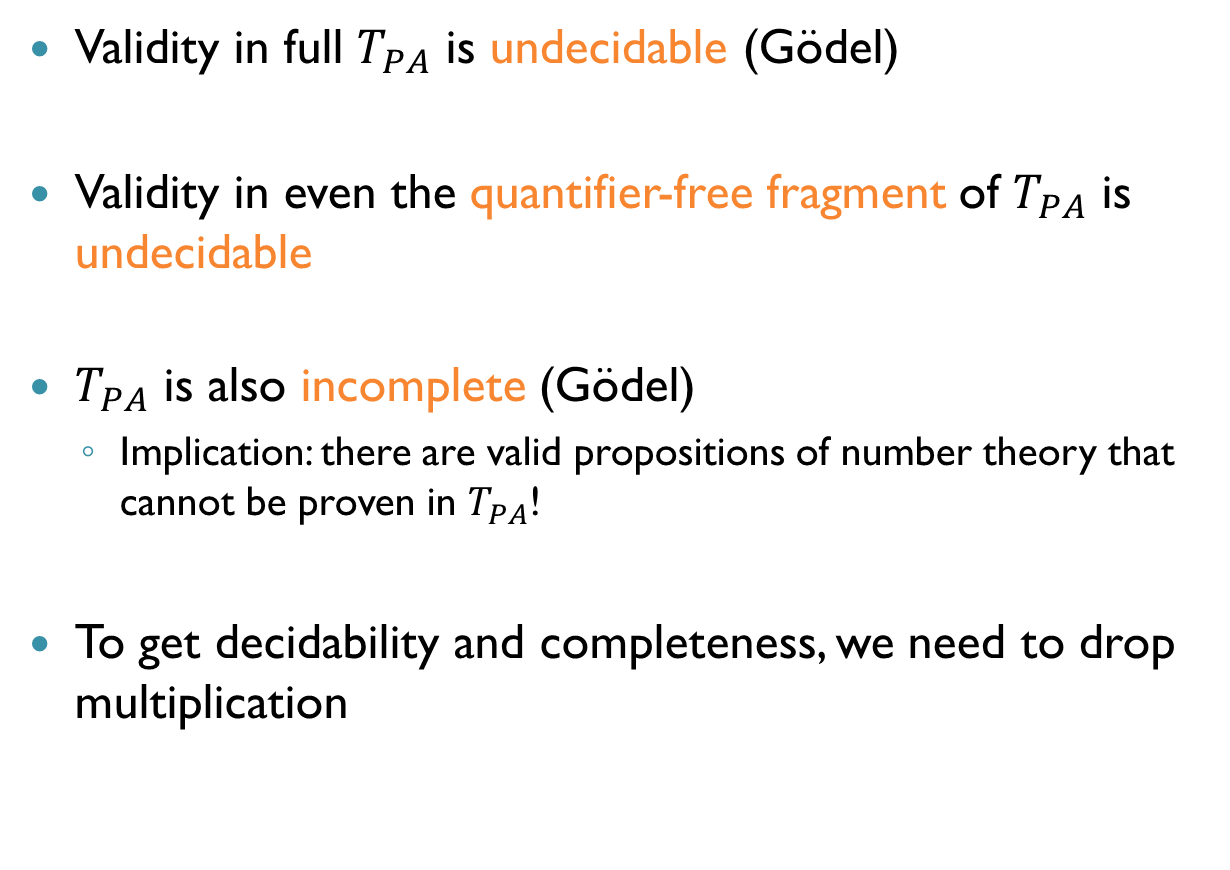 • Validity in full T_PA is undecidable (Gödel)
• Validity in even the quantifier-free fragment of T_PA is
undecidable
• T_PA is also incomplete (Gödel)
◦ Implication: there are valid propositions of number theory that
cannot be proven in T_PA!
• To get decidability and completeness, we need to drop
multiplication